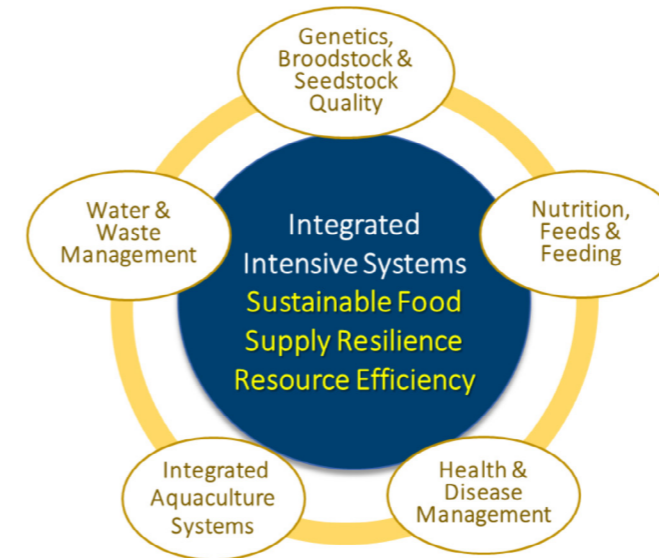 Genetics,
Broodstock &
Seedstock
Quality
Water &
Waste
Management
Integrated
Intensive Systems
Sustainable Food
Supply Resilience
Resource Efficiency
Nutrition,
Feeds &
Feeding
Integrated
Aquaculture
Systems
Health &
Disease
Management